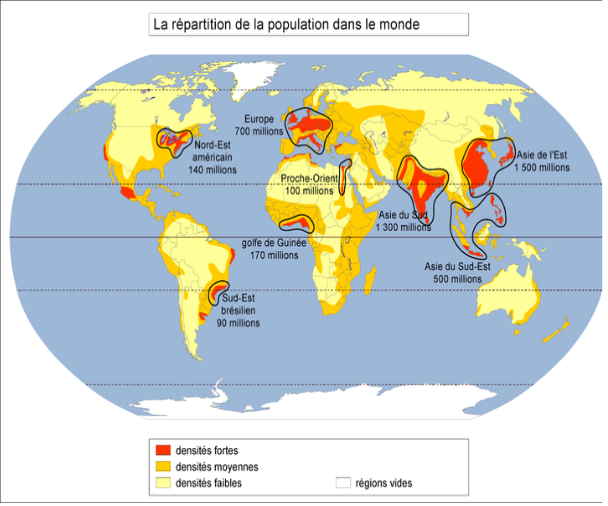 La répartition de la population dans le monde
Europe
700 millions
Nord-Est
américain
140 millions
Asie de l'Est
1 500 millions
Proche-Orient
100 millions
Asie du Sud
1 300 millions
golfe de Guinée
170 millions
Asie du Sud-Est
500 millions
Sud-Est
brésilien
90 millions
densités fortes
densités moyennes
densités faibles
régions vides